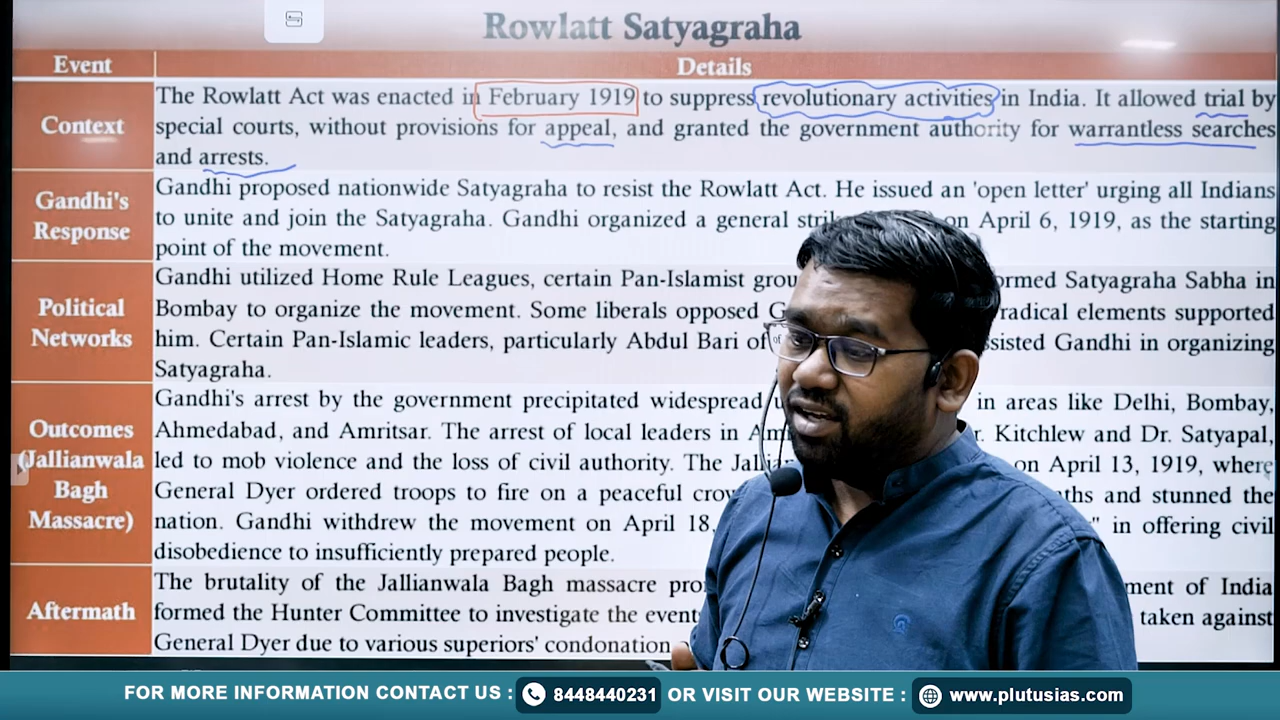 Rowlatt Satyagraha
Event
Details
Context
The Rowlatt Act was enacted in February 1919 to suppress revolutionary activities in India. It allowed trial by
special courts, without provisions for appeal, and granted the government authority for warrantless searches
and arrests.
Gandhi's
Response
Gandhi proposed nationwide Satyagraha to resist the Rowlatt Act. He issued an 'open letter' urging all Indians
to unite and join the Satyagraha. Gandhi organized a general on April 6, 1919, as the starting
point of the movement.
Political
Networks
Gandhi utilized Home Rule Leagues, certain Pan-Islamist Satyagraha Sabha in
Bombay to organize the movement. Some liberals opposed radical elements supported
him. Certain Pan-Islamic leaders, particularly Abdul Bari of Gandhi in organizing
Satyagraha.
Outcomes
(Jallianwala
Bagh
Massacre)
Gandhi's arrest by the government precipitated widespread in areas like Delhi, Bombay,
Ahmedabad, and Amritsar. The arrest of local leaders in Kitchlew and Dr. Satyapal,
led to mob violence and the loss of civil authority. The on April 13, 1919, where
General Dyer ordered troops to fire on a peaceful and stunned the
nation. Gandhi withdrew the movement on April 18, in offering civil
disobedience to insufficiently prepared people.
Aftermath
The brutality of the Jallianwala Bagh massacre of India
formed the Hunter Committee to investigate the taken against
General Dyer due to various superiors' condonation
FOR MORE INFORMATION CONTACT US : 8448440231 OR VISIT OUR WEBSITE : www.plutusias.com